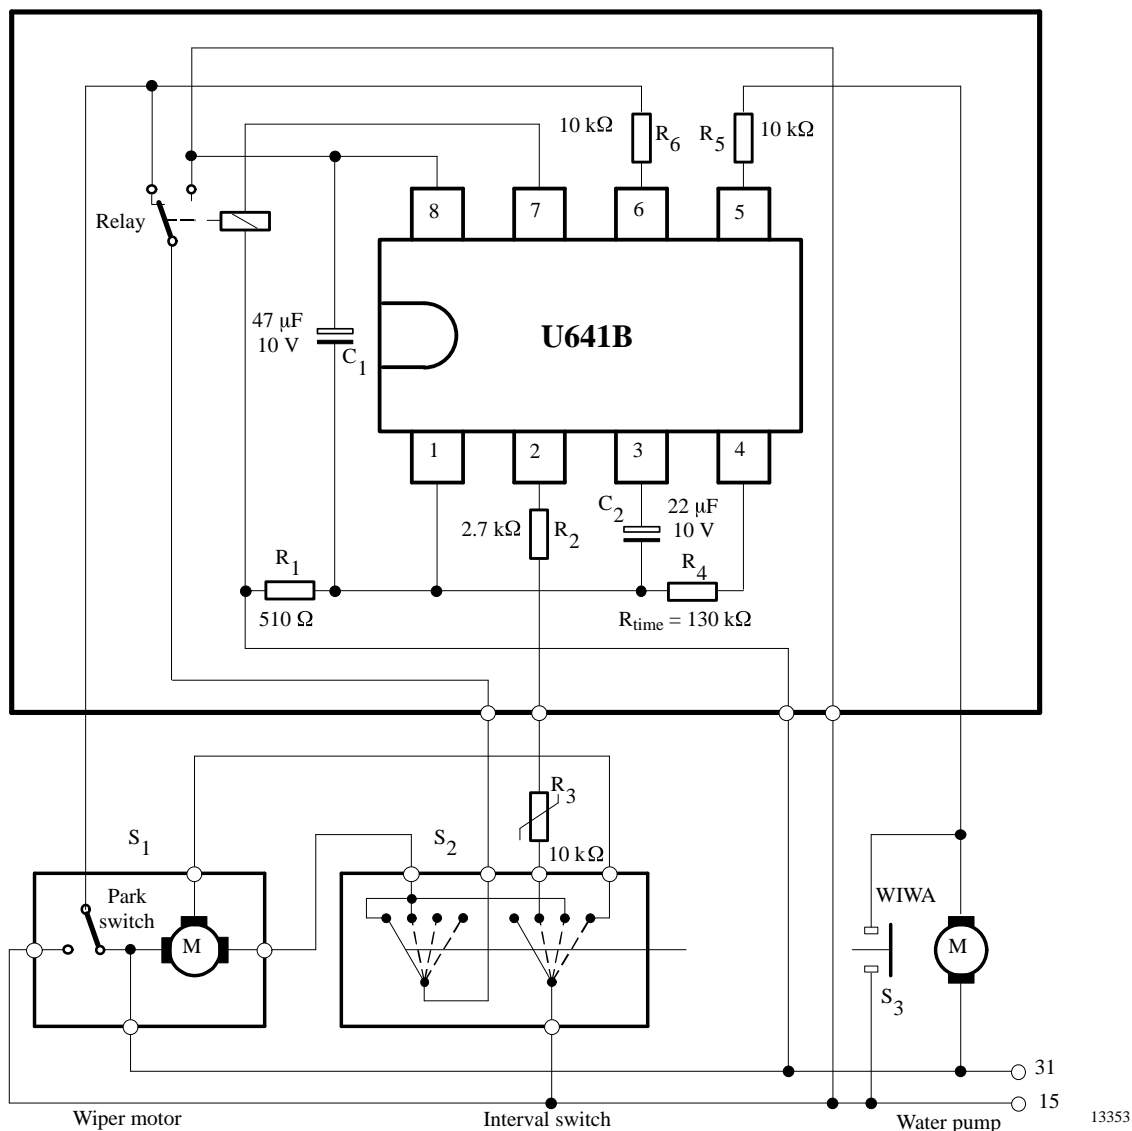 10 kΩ
R6
R5
10 kΩ
8
7
6
5
Relay
47 µF
10 V
C1
U641B
1
2
3
4
2.7 kΩ
R2
C2
22 µF
10 V
R1
510 Ω
R4
Rtime = 130 kΩ
R3
10 kΩ
S1
S2
Park
switch
M
WIWA
M
S3
31
15
Wiper motor
Interval switch
Water pump
13353